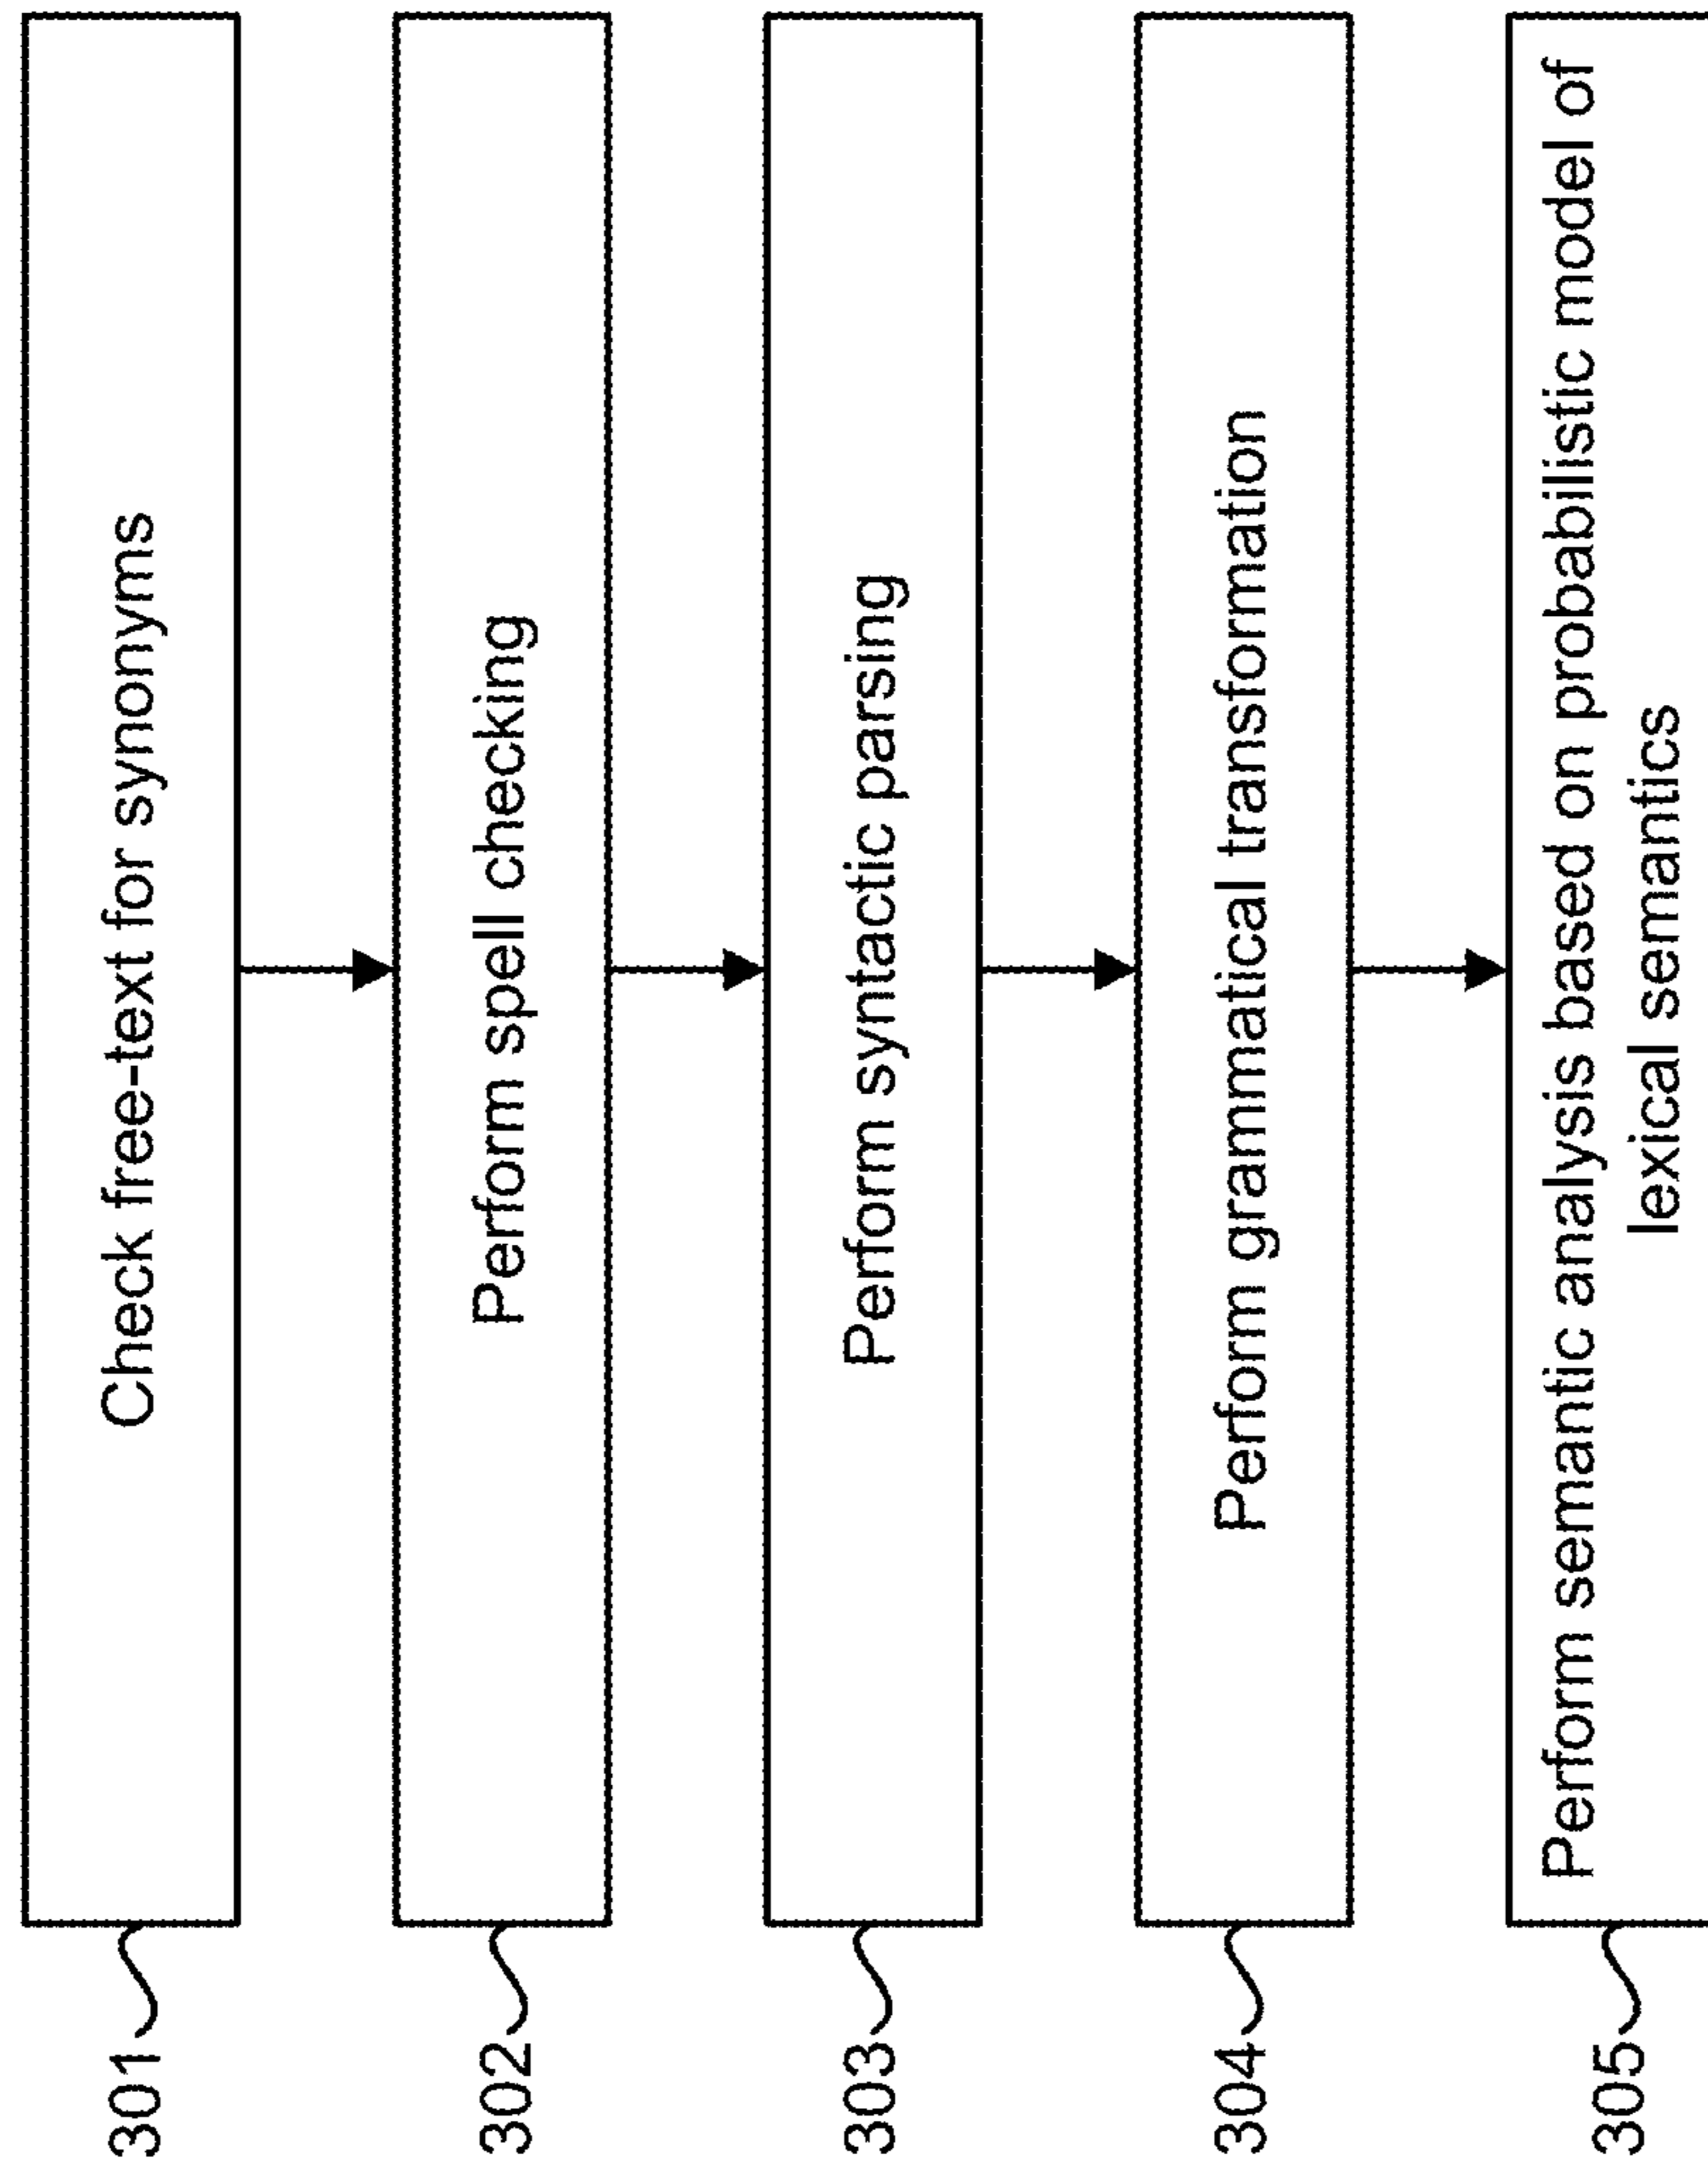 301
Check free-text for synonyms
302
Perform spell checking
303
Perform syntactic parsing
304
Perform grammatical transformation
305
Perform semantic analysis based on probabilistic model of
lexical semantics